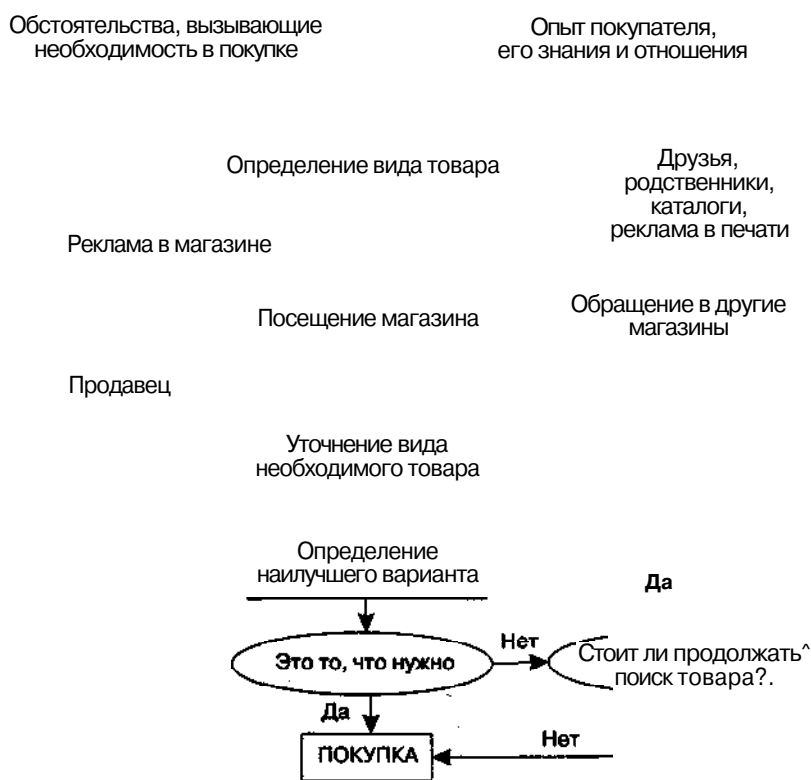 Обстоятельства, вызывающие
необходимость в покупке
Опыт покупателя,
его знания и отношения
Определение вида товара
Друзья,
родственники,
каталоги,
реклама в печати
Реклама в магазине
Посещение магазина
Обращение в другие
магазины
Продавец
Уточнение вида
необходимого товара
Определение
наилучшего варианта
Да
Это то, что нужно
Нет
Стоит ли продолжать^
поиск товара?.
Да
ПОКУПКА
Нет